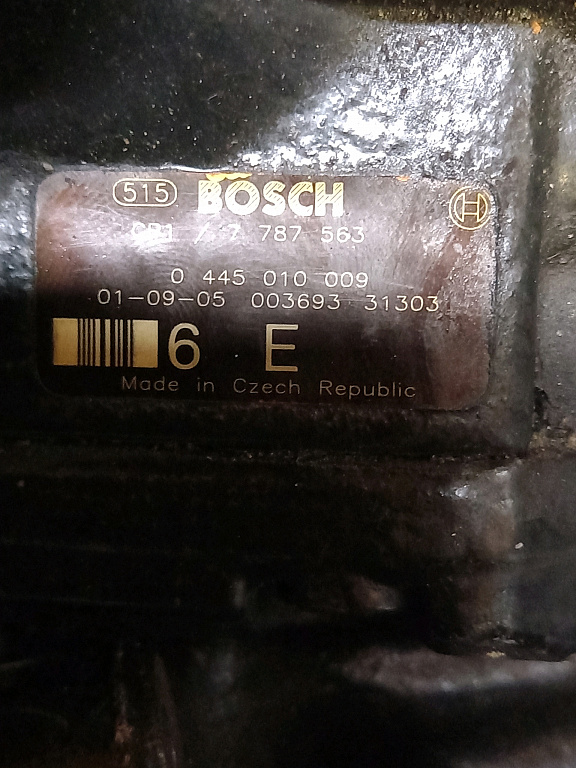 515 BOSCH
CP1 / 7 787 563
0 445 010 009
01-09-05 003693 31303
6 E
Made in Czech Republic